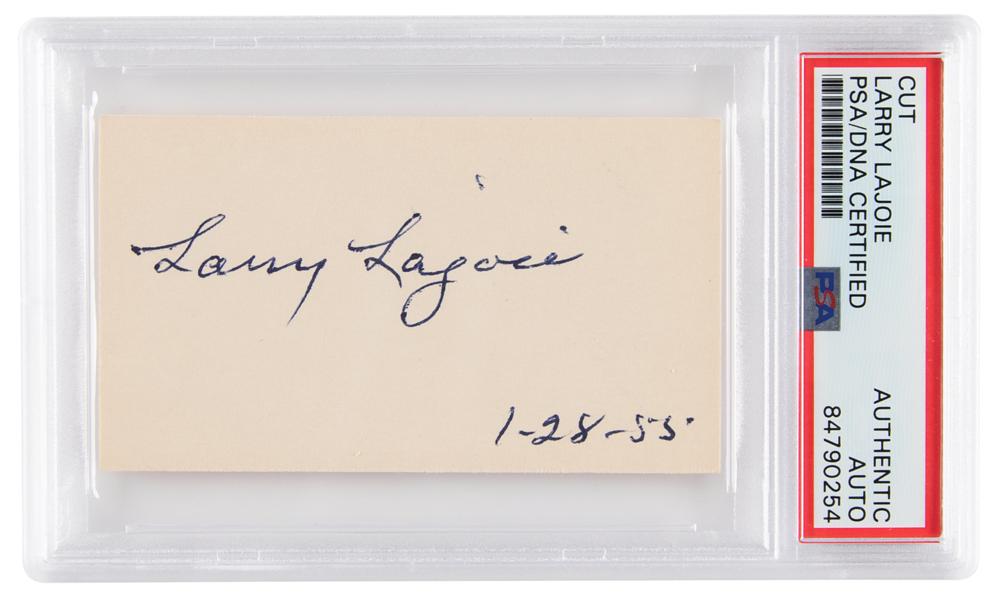 Larry Lajoie
1-28-55
CUT
LARRY LAJOIE
PSA/DNA CERTIFIED
PSA
AUTHENTIC
AUTO
84790254